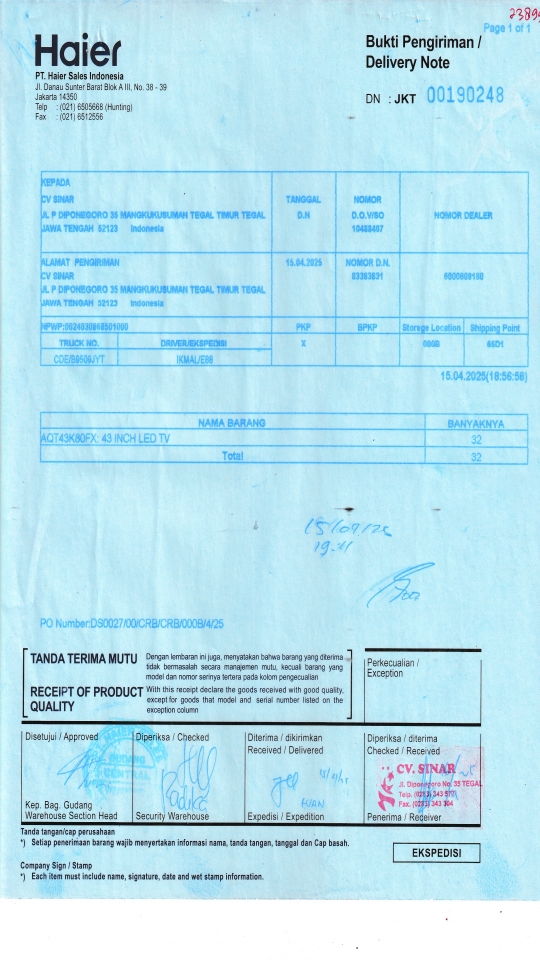 Page 1 of 1
Haier
Bukti Pengiriman /
Delivery Note
PT. Haier Sales Indonesia
Jl. Danau Sunter Barat Blok A III, No. 38 - 39
Jakarta 14350
Telp : (021) 6505668 (Hunting)
Fax : (021) 6512556
DN : JKT 00190248
KEPADA
CV SINAR
JL P DIPONEGORO 35 MANGKUKUSUMAN TEGAL TIMUR TEGAL
JAWA TENGAH 52123 Indonesia
TANGGAL
D.N
NOMOR
D.O.V/SO
10488407
NOMOR DEALER
ALAMAT PENGIRIMAN
CV SINAR
JL P DIPONEGORO 35 MANGKUKUSUMAN TEGAL TIMUR TEGAL
JAWA TENGAH 52123 Indonesia
15.04.2025
NOMOR D.N.
83383831
PKP
BPKP
Storage Location
Shipping Point
TRUCK NO.
DRIVER/EKSPEDISI
X
000B
CDE/B9509JYT
15.04.2025(18:56:56)
NAMA BARANG BANYAKNYA
AQT43K80FX: 43 INCH LED TV 32
Total 32
PO Number:DS0027/00/CRB/CRB/000B/4/25
TANDA TERIMA MUTU
Dengan lembaran ini juga, menyatakan bahwa barang yang diterima
tidak bermasalah secara manajemen mutu, kecuali barang yang
model dan nomor serinya tertera pada kolom pengecualian
RECEIPT OF PRODUCT
QUALITY
With this receipt declare the goods received with good quality,
except for goods that model and serial number listed on the
exception column
Perkecualian /
Exception
Disetujui / Approved
Diperiksa / Checked
Diterima / dikirimkan
Received / Delivered
Diperiksa / diterima
Checked / Received
GUDANG
CENTRAL
CV. SINAR
Jl. Diponegoro No. 35 TEGAL
Kep. Bag. Gudang
Warehouse Section Head
Security Warehouse
Expedisi / Expedition
Penerima / Receiver
Tanda tangan/cap perusahaan
*) Setiap penerimaan barang wajib menyertakan informasi nama, tanda tangan, tanggal dan Cap basah.
EKSPEDISI
Company Sign / Stamp
*) Each item must include name, signature, date and wet stamp information.